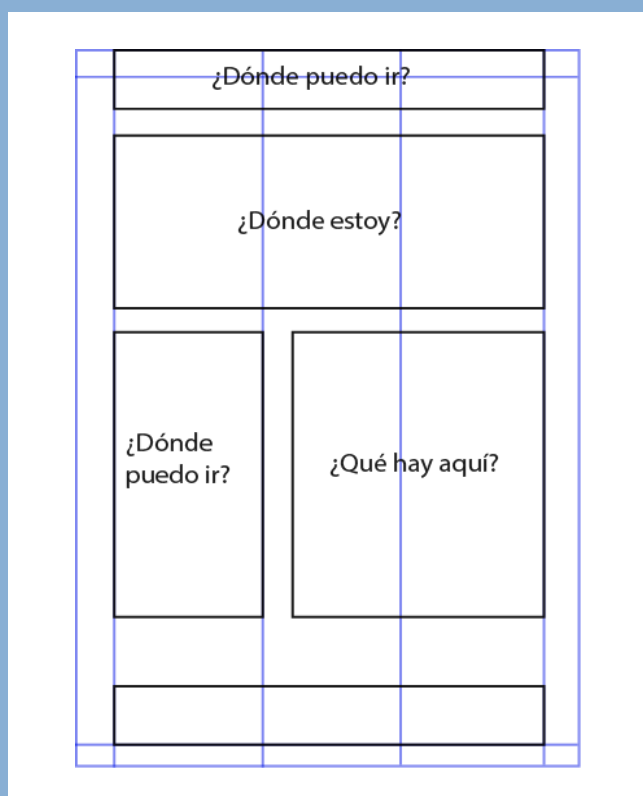 ¿Dónde puedo ir?
¿Dónde estoy?
¿Dónde
puedo ir?
¿Qué hay aquí?